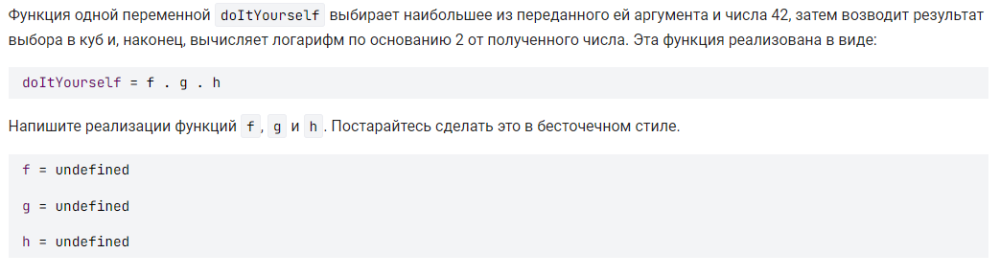 Функция одной переменной doItYourself выбирает наибольшее из переданного ей аргумента и числа 42, затем возводит результат
выбора в куб и, наконец, вычисляет логарифм по основанию 2 от полученного числа. Эта функция реализована в виде:
doItYourself = f . g . h
Напишите реализации функций f, g и h. Постарайтесь сделать это в бесточечном стиле.
f = undefined
g = undefined
h = undefined